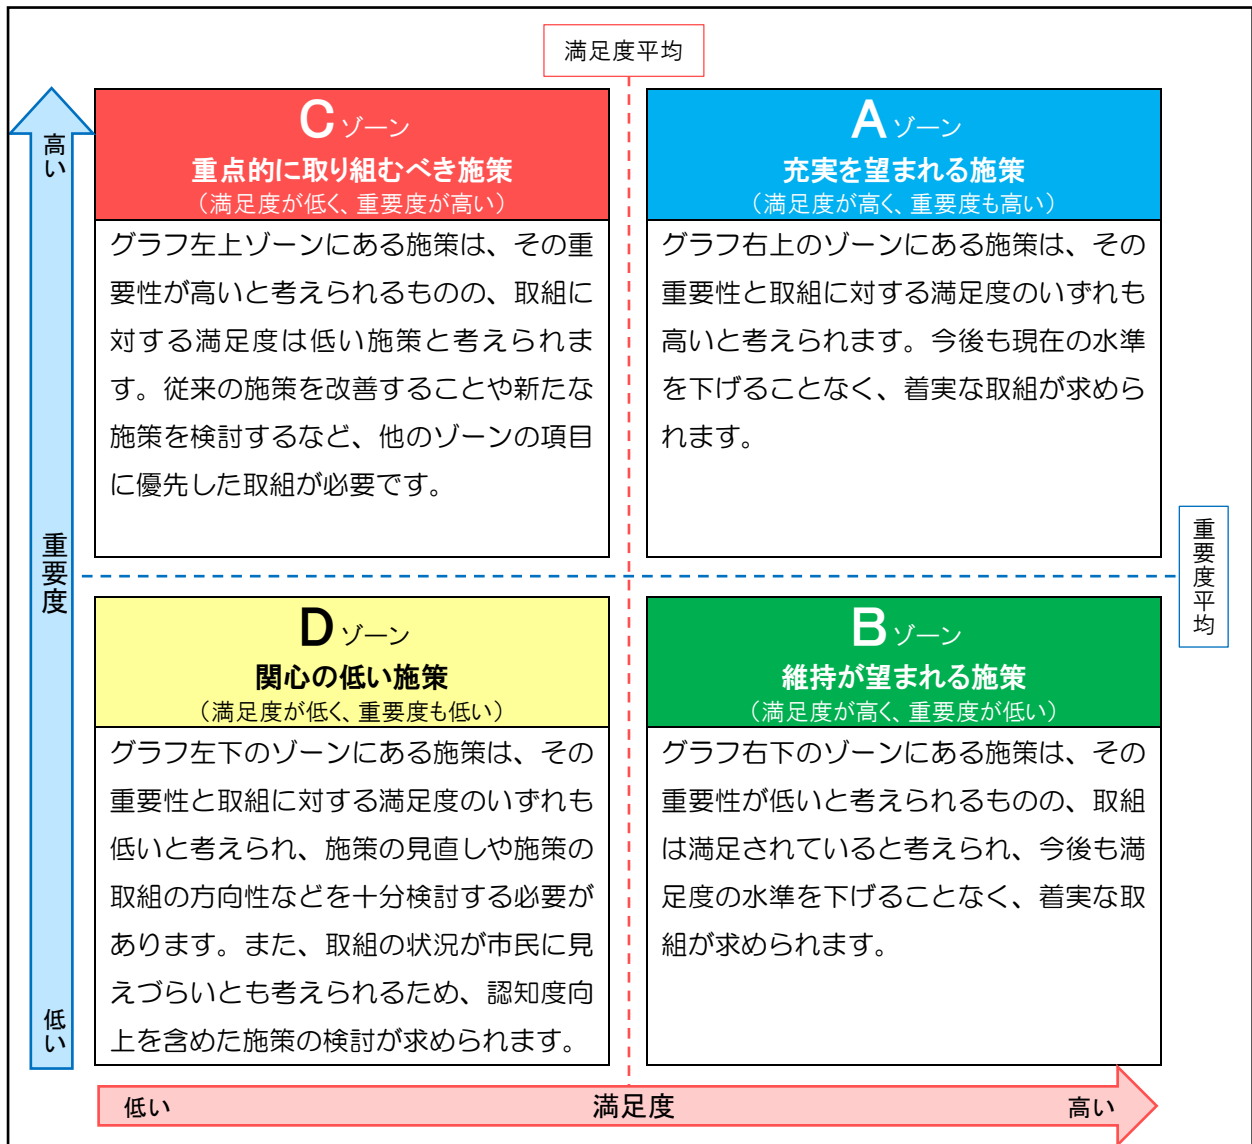 満足度平均
高い
重要度
低い
Cゾーン
重点的に取り組むべき施策
（満足度が低く、重要度が高い）
グラフ左上ゾーンにある施策は、その重
要性が高いと考えられるものの、取組に
対する満足度は低い施策と考えられま
す。従来の施策を改善することや新たな
施策を検討するなど、他のゾーンの項目
に優先した取組が必要です。
Aゾーン
充実を望まれる施策
（満足度が高く、重要度も高い）
グラフ右上のゾーンにある施策は、その
重要性と取組に対する満足度のいずれも
高いと考えられます。今後も現在の水準
を下げることなく、着実な取組が求めら
れます。
重要度平均
Dゾーン
関心の低い施策
（満足度が低く、重要度も低い）
グラフ左下のゾーンにある施策は、その
重要性と取組に対する満足度のいずれも
低いと考えられ、施策の見直しや施策の
取組の方向性などを十分検討する必要が
あります。また、取組の状況が市民に見
えづらいとも考えられるため、認知度向
上を含めた施策の検討が求められます。
Bゾーン
維持が望まれる施策
（満足度が高く、重要度が低い）
グラフ右下のゾーンにある施策は、その
重要性が低いと考えられるものの、取組
は満足されていると考えられ、今後も満
足度の水準を下げることなく、着実な取
組が求められます。
低い 満足度 高い